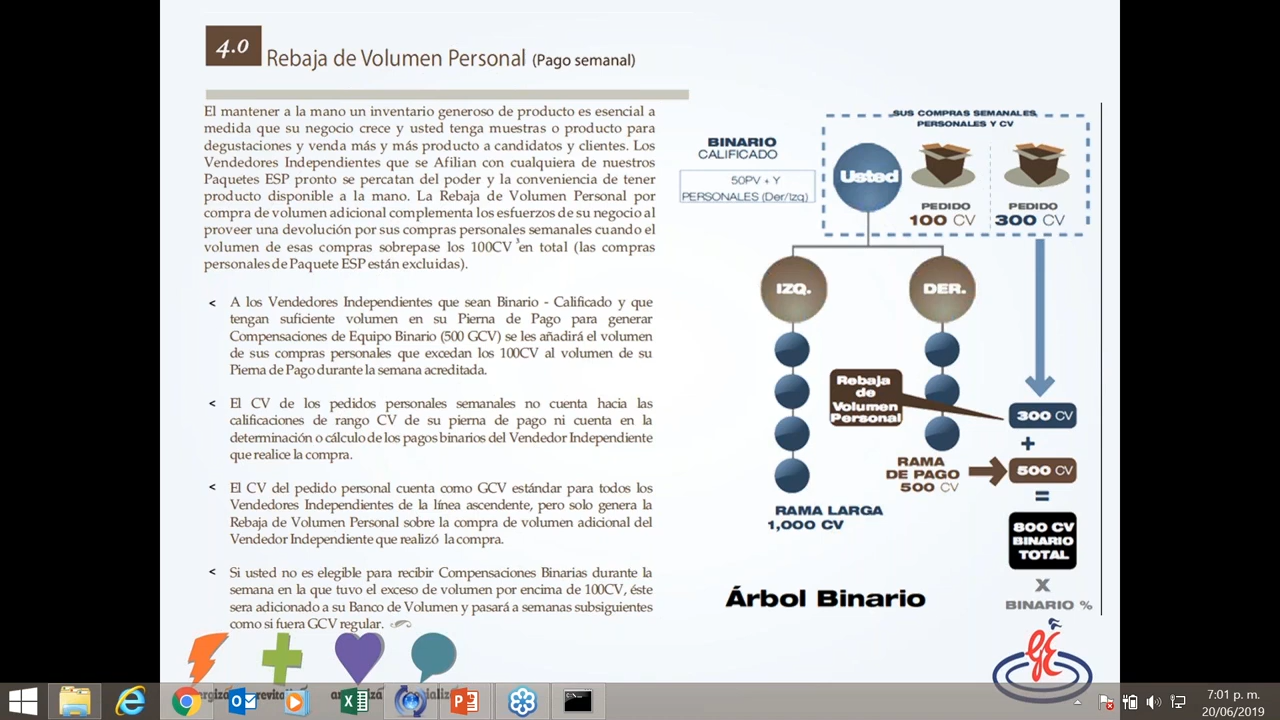 4.0
Rebaja de Volumen Personal (Pago semanal)
El mantener a la mano un inventario generoso de producto es esencial a
medida que su negocio crece y usted tenga muestras o producto para
degustaciones y venda más y más producto a candidatos y clientes. Los
Vendedores Independientes que se Afilian con cualquiera de nuestros
Paquetes ESP pronto se percatan del poder y la conveniencia de tener
producto disponible a la mano. La Rebaja de Volumen Personal por
compra de volumen adicional complementa los esfuerzos de su negocio al
proveer una devolución por sus compras personales semanales cuando el
volumen de esas compras sobrepase los 100CV ³ en total (las compras
personales de Paquete ESP están excluidas).
< A los Vendedores Independientes que sean Binario - Calificado y que
tengan suficiente volumen en su Pierna de Pago para generar
Compensaciones de Equipo Binario (500 GCV) se les añadirá el volumen
de sus compras personales que excedan los 100CV al volumen de su
Pierna de Pago durante la semana acreditada.
< El CV de los pedidos personales semanales no cuenta hacia las
calificaciones de rango CV de su pierna de pago ni cuenta en la
determinación o cálculo de los pagos binarios del Vendedor Independiente
que realice la compra.
< El CV del pedido personal cuenta como GCV estándar para todos los
Vendedores Independientes de la línea ascendente, pero solo genera la
Rebaja de Volumen Personal sobre la compra de volumen adicional del
Vendedor Independiente que realizó la compra.
< Si usted no es elegible para recibir Compensaciones Binarias durante la
semana en la que tuvo el exceso de volumen por encima de 100CV, éste
sera adicionado a su Banco de Volumen y pasará a semanas subsiguientes
como si fuera GCV regular.
SUS COMPRAS SEMANALES
PERSONALES Y CV
BINARIO
CALIFICADO
50PV + Y
PERSONALES (Der/Izq)
Usted
PEDIDO
100 CV
PEDIDO
300 CV
IZQ.
DER.
Rebaja
de
Volumen
Personal
300 CV
+
RAMA
DE PAGO
500 CV
500 CV
=
RAMA LARGA
1,000 CV
800 CV
BINARIO
TOTAL
X
BINARIO %
Árbol Binario
GE
7:01 p. m.
20/06/2019